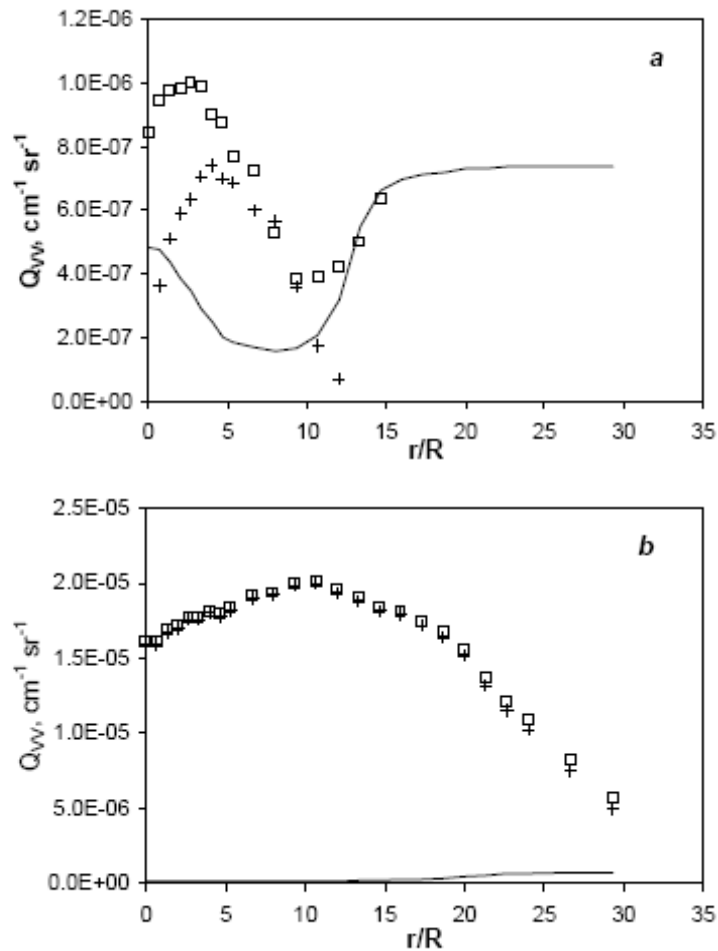 1.2E-06
1.0E-06
8.0E-07
6.0E-07
4.0E-07
2.0E-07
0.0E+00
Q_VV, cm⁻¹ sr⁻¹
a
0 5 10 15 20 25 30 35
r/R
2.5E-05
2.0E-05
1.5E-05
1.0E-05
5.0E-06
0.0E+00
Q_VV, cm⁻¹ sr⁻¹
b
0 5 10 15 20 25 30 35
r/R